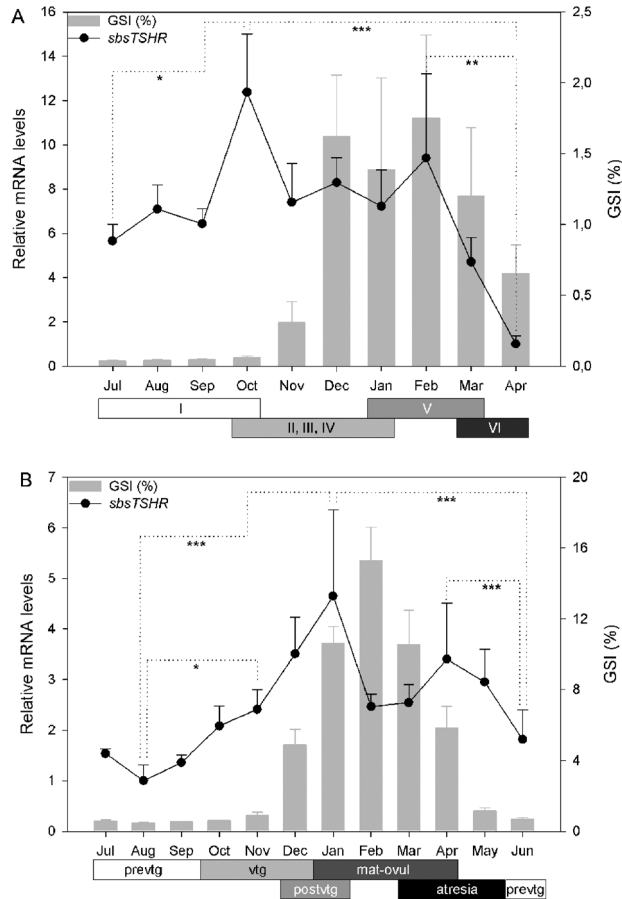 A
GSI (%)
sbsTSHR
***
*
**
Relative mRNA levels
16
14
12
10
8
6
4
2
0
2,5
2,0
1,5
1,0
0,5
0,0
GSI (%)
Jul Aug Sep Oct Nov Dec Jan Feb Mar Apr
I V
II, III, IV VI
B
GSI (%)
sbsTSHR
***
***
***
*
Relative mRNA levels
7
6
5
4
3
2
1
0
20
16
12
8
4
0
GSI (%)
Jul Aug Sep Oct Nov Dec Jan Feb Mar Apr May Jun
prevtg vtg mat-ovul
postvtg atresia prevtg